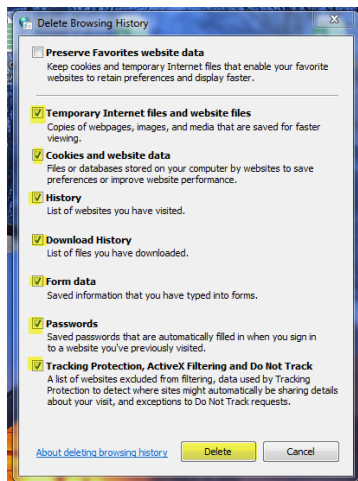 Delete Browsing History
Preserve Favorites website data
Keep cookies and temporary Internet files that enable your favorite
websites to retain preferences and display faster.
Temporary Internet files and website files
Copies of webpages, images, and media that are saved for faster
viewing.
Cookies and website data
Files or databases stored on your computer by websites to save
preferences or improve website performance.
History
List of websites you have visited.
Download History
List of files you have downloaded.
Form data
Saved information that you have typed into forms.
Passwords
Saved passwords that are automatically filled in when you sign in
to a website you've previously visited.
Tracking Protection, ActiveX Filtering and Do Not Track
A list of websites excluded from filtering, data used by Tracking
Protection to detect where sites might automatically be sharing details
about your visit, and exceptions to Do Not Track requests.
About deleting browsing history Delete Cancel